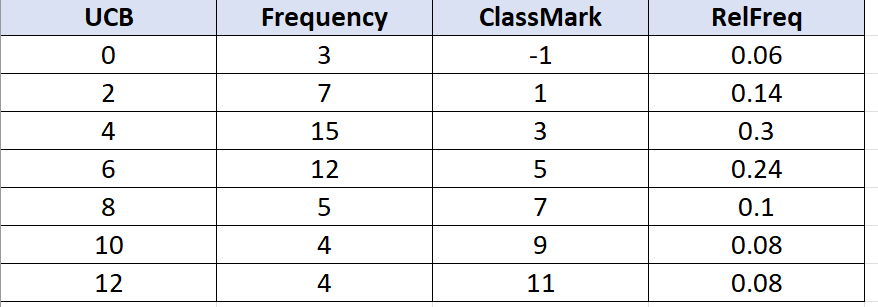 UCB Frequency ClassMark RelFreq
0 3 -1 0.06
2 7 1 0.14
4 15 3 0.3
6 12 5 0.24
8 5 7 0.1
10 4 9 0.08
12 4 11 0.08